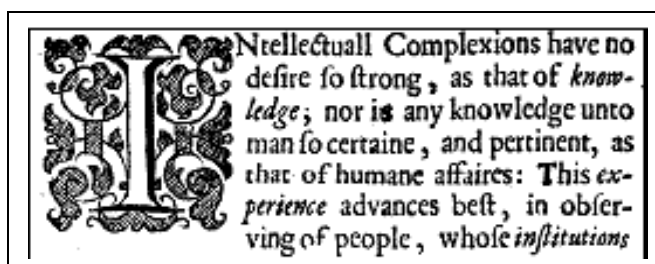 INtellectuall Complexions have no
deſire ſo ſtrong, as that of know-
ledge; nor is any knowledge unto
man ſo certaine, and pertinent, as
that of humane affaires: This ex-
perience advances beſt, in obſer-
ving of people, whoſe inſtitutions